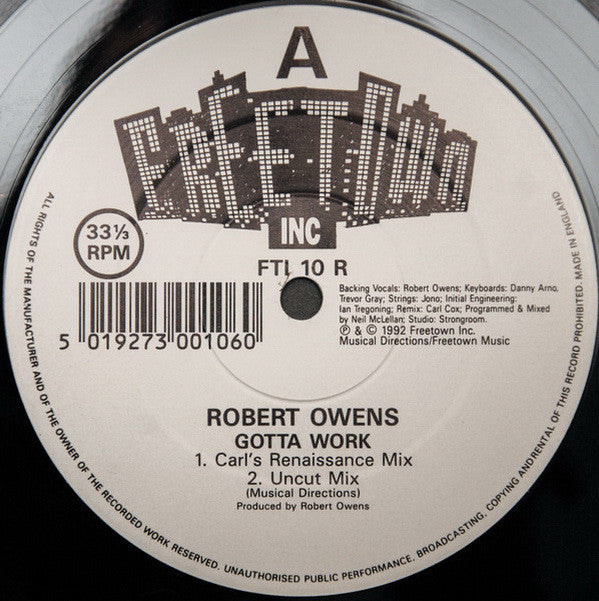 A
FREETOWN
INC
33⅓
RPM
FTI 10 R
5 019273 001060
Backing Vocals: Robert Owens; Keyboards: Danny Arno,
Trevor Gray; Strings: Jono; Initial Engineering:
Ian Tregoning; Remix: Carl Cox; Programmed & Mixed
by Neil McLellan; Studio: Strongroom.
℗ & © 1992 Freetown Inc.
Musical Directions/Freetown Music
ROBERT OWENS
GOTTA WORK
1. Carl's Renaissance Mix
2. Uncut Mix
(Musical Directions)
Produced by Robert Owens
ALL RIGHTS OF THE MANUFACTURER AND OF THE OWNER OF THE RECORDED WORK RESERVED. UNAUTHORISED PUBLIC PERFORMANCE, BROADCASTING, COPYING ANDRENTAL OF THIS RECORD PROHIBITED. MADE IN ENGLAND